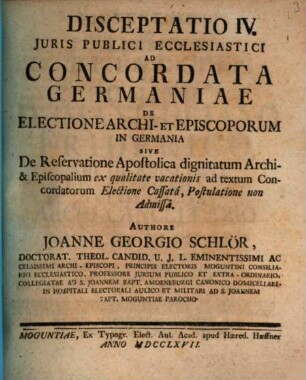 DISCEPTATIO IV.
JURIS PUBLICI ECCLESIASTICI
AD
CONCORDATA
GERMANIAE
DE
ELECTIONE ARCHI- ET EPISCOPORUM
IN GERMANIA
SIVE
De Reservatione Apostolica dignitatum Archi-
& Episcopalium ex qualitate vacationis ad textum Con-
cordatorum Electione Cassatâ, Postulatione non
Admissâ.
AUTHORE
JOANNE GEORGIO SCHLÖR,
DOCTORAT. THEOL. CANDID. U. J. L. EMINENTISSIMI AC
CELSISSIMI ARCHI-EPISCOPI, PRINCIPIS ELECTORIS MOGUNTINI CONSILIA-
RIO ECCLESIASTICO, PROFESSORE JURIUM PUBLICO ET EXTRA-ORDINARIO,
COLLEGIATAE AD S. JOANNEM BAPT. AMOENEBURGI CANONICO DOMICELLARI-
IN HOSPITALI ELECTORALI AULICO ET MILITARI AD S. JOANNEM
BAPT. MOGUNTIAE PAROCHO
MOGUNTIAE, Ex Typogr. Elect. Aul. Acad. apud Hæred. Hæffner
ANNO MDCCLXVII.